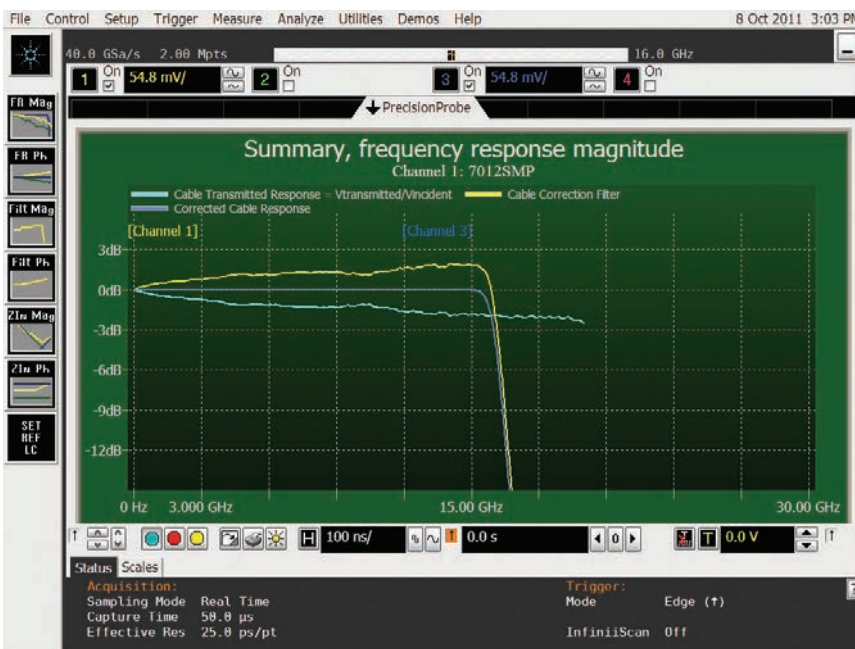 File Control Setup Trigger Measure Analyze Utilities Demos Help 8 Oct 2011 3:03 PM
40.0 GSa/s 2.00 Mpts 16.0 GHz
1 On 54.8 mV/ 2 On 3 On 54.8 mV/ 4 On
PrecisionProbe
FR Mag
FR Ph
Filt Mag
Filt Ph
ZIn Mag
ZIn Ph
SET
REF
LC
Summary, frequency response magnitude
Channel 1: 7012SMP
Cable Transmitted Response = Vtransmitted/Vincident Cable Correction Filter
Corrected Cable Response
[Channel 1] [Channel 3]
3dB
0dB
-3dB
-6dB
-9dB
-12dB
0 Hz 3.000 GHz 15.00 GHz 30.00 GHz
H 100 ns/ 0.0 s 0 T 0.0 V
Status Scales
Acquisition: Trigger:
Sampling Mode Real Time Mode Edge (↑)
Capture Time 50.0 µs
Effective Res 25.0 ps/pt InfiniiScan Off